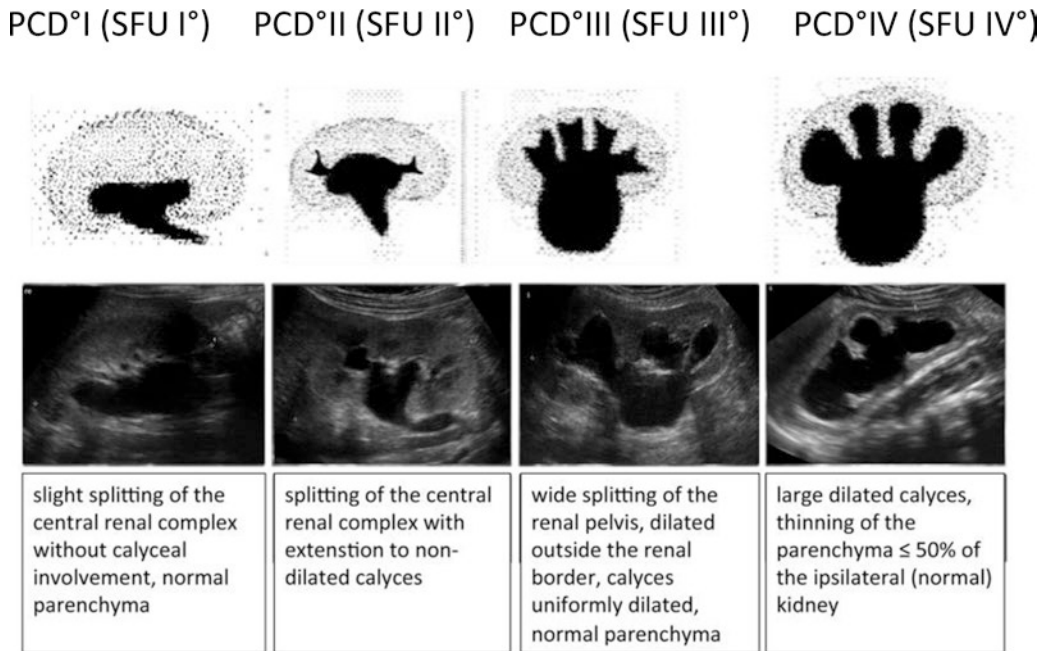 PCD°I (SFU I°)
PCD°II (SFU II°)
PCD°III (SFU III°)
PCD°IV (SFU IV°)
slight splitting of the
central renal complex
without calyceal
involvement, normal
parenchyma
splitting of the central
renal complex with
extenstion to non-
dilated calyces
wide splitting of the
renal pelvis, dilated
outside the renal
border, calyces
uniformly dilated,
normal parenchyma
large dilated calyces,
thinning of the
parenchyma ≤ 50% of
the ipsilateral (normal)
kidney